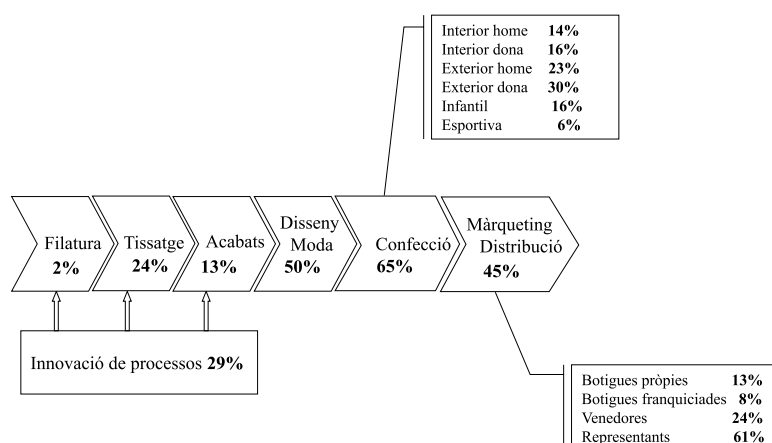 Interior home 14%
Interior dona 16%
Exterior home 23%
Exterior dona 30%
Infantil 16%
Esportiva 6%
Filatura
2%
Tissatge
24%
Acabats
13%
Disseny
Moda
50%
Confecció
65%
Màrqueting
Distribució
45%
Innovació de processos 29%
Botigues pròpies 13%
Botigues franquiciades 8%
Venedores 24%
Representants 61%